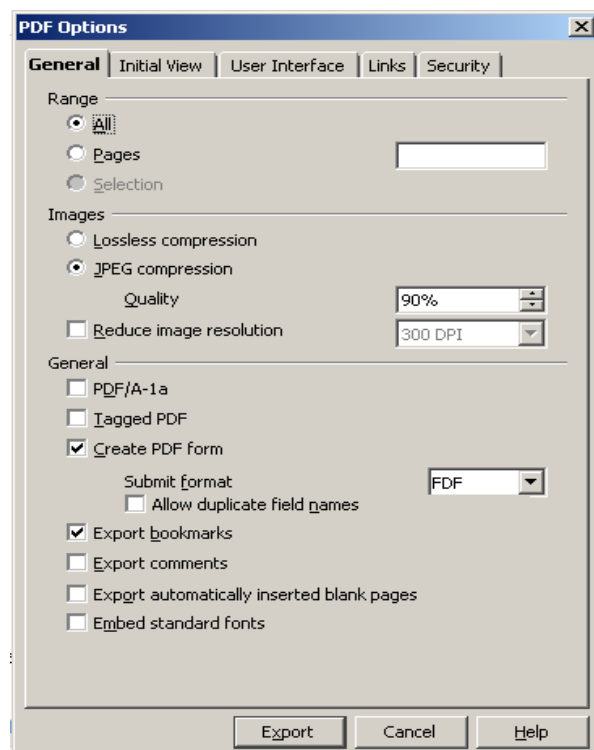 PDF Options
General Initial View User Interface Links Security
Range
All
Pages
Selection
Images
Lossless compression
JPEG compression
Quality 90%
Reduce image resolution 300 DPI
General
PDF/A-1a
Tagged PDF
Create PDF form
Submit format FDF
Allow duplicate field names
Export bookmarks
Export comments
Export automatically inserted blank pages
Embed standard fonts
Export Cancel Help